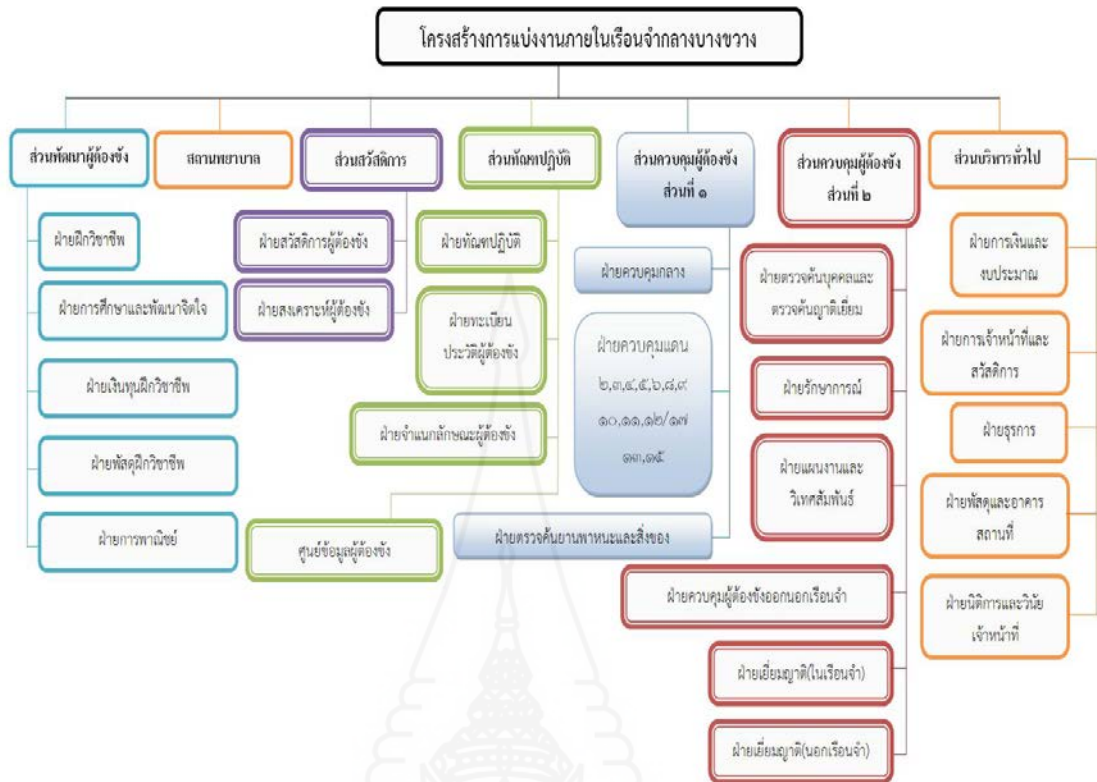 โครงสร้างการแบ่งงานภายในเรือนจำกลางบางขวาง
ส่วนพัฒนาผู้ต้องขัง
ฝ่ายฝึกวิชาชีพ
ฝ่ายการศึกษาและพัฒนาจิตใจ
ฝ่ายเงินทุนฝึกวิชาชีพ
ฝ่ายพัสดุฝึกวิชาชีพ
ฝ่ายการพาณิชย์
สถานพยาบาล
ส่วนสวัสดิการ
ฝ่ายสวัสดิการผู้ต้องขัง
ฝ่ายสงเคราะห์ผู้ต้องขัง
ส่วนทัณฑปฏิบัติ
ฝ่ายทัณฑปฏิบัติ
ฝ่ายทะเบียน
ประวัติผู้ต้องขัง
ฝ่ายจำแนกลักษณะผู้ต้องขัง
ศูนย์ข้อมูลผู้ต้องขัง
ส่วนควบคุมผู้ต้องขัง
ส่วนที่ ๑
ฝ่ายควบคุมกลาง
ฝ่ายควบคุมแดน
๒,๓,๔,๕,๖,๘,๙
๑๐,๑๑,๑๒/๑๗
๑๓,๑๕
ฝ่ายตรวจค้นยานพาหนะและสิ่งของ
ส่วนควบคุมผู้ต้องขัง
ส่วนที่ ๒
ฝ่ายตรวจค้นบุคคลและ
ตรวจค้นญาติเยี่ยม
ฝ่ายรักษาการณ์
ฝ่ายแผนงานและ
วิเทศสัมพันธ์
ฝ่ายควบคุมผู้ต้องขังออกนอกเรือนจำ
ฝ่ายเยี่ยมญาติ(ในเรือนจำ)
ฝ่ายเยี่ยมญาติ(นอกเรือนจำ)
ส่วนบริหารทั่วไป
ฝ่ายการเงินและ
งบประมาณ
ฝ่ายการเจ้าหน้าที่และ
สวัสดิการ
ฝ่ายธุรการ
ฝ่ายพัสดุและอาคาร
สถานที่
ฝ่ายนิติการและวินัย
เจ้าหน้าที่